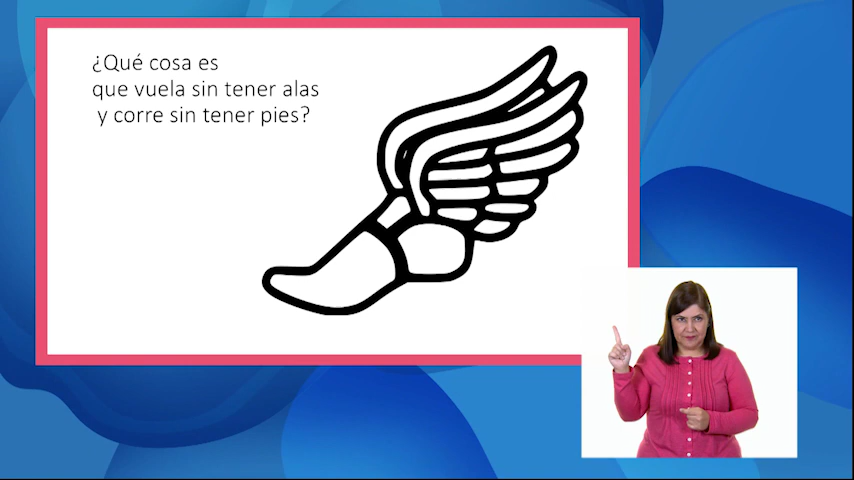 ¿Qué cosa es
que vuela sin tener alas
y corre sin tener pies?